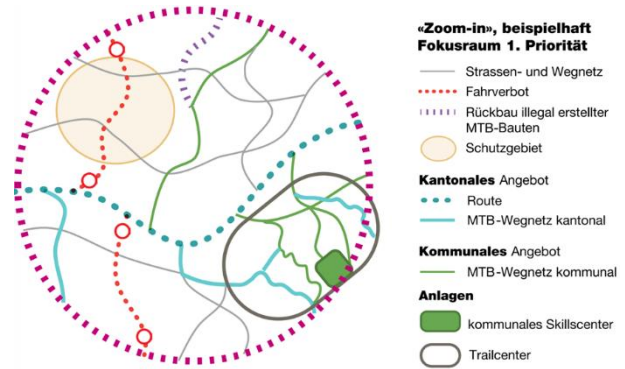 «Zoom-in», beispielhaft
Fokusraum 1. Priorität
Strassen- und Wegnetz
Fahrverbot
Rückbau illegal erstellter
MTB-Bauten
Schutzgebiet
Kantonales Angebot
Route
MTB-Wegnetz kantonal
Kommunales Angebot
MTB-Wegnetz kommunal
Anlagen
kommunales Skillscenter
Trailcenter